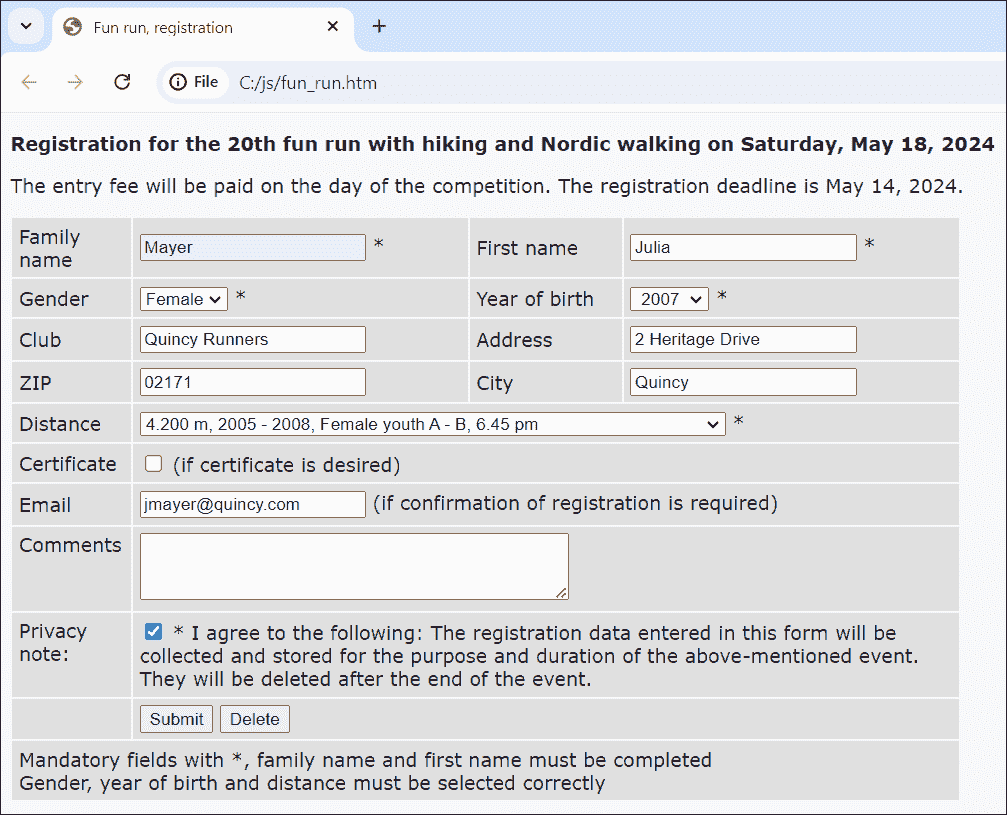 Fun run, registration
File C:/js/fun_run.htm
Registration for the 20th fun run with hiking and Nordic walking on Saturday, May 18, 2024
The entry fee will be paid on the day of the competition. The registration deadline is May 14, 2024.
Family name Mayer * First name Julia *
Gender Female * Year of birth 2007 *
Club Quincy Runners Address 2 Heritage Drive
ZIP 02171 City Quincy
Distance 4.200 m, 2005 - 2008, Female youth A - B, 6.45 pm *
Certificate (if certificate is desired)
Email jmayer@quincy.com (if confirmation of registration is required)
Comments
Privacy note: * I agree to the following: The registration data entered in this form will be
collected and stored for the purpose and duration of the above-mentioned event.
They will be deleted after the end of the event.
Submit Delete
Mandatory fields with *, family name and first name must be completed
Gender, year of birth and distance must be selected correctly